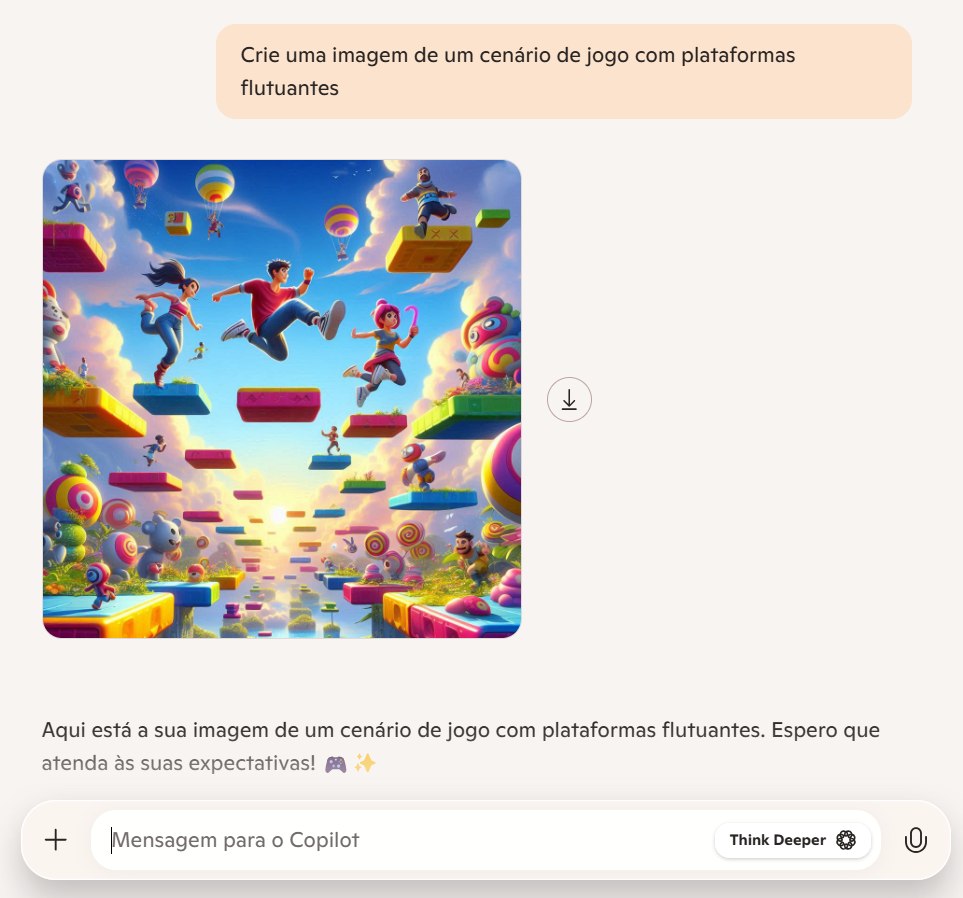 Crie uma imagem de um cenário de jogo com plataformas
flutuantes
Aqui está a sua imagem de um cenário de jogo com plataformas flutuantes. Espero que
atenda às suas expectativas! 🎮 ✨
Mensagem para o Copilot
Think Deeper